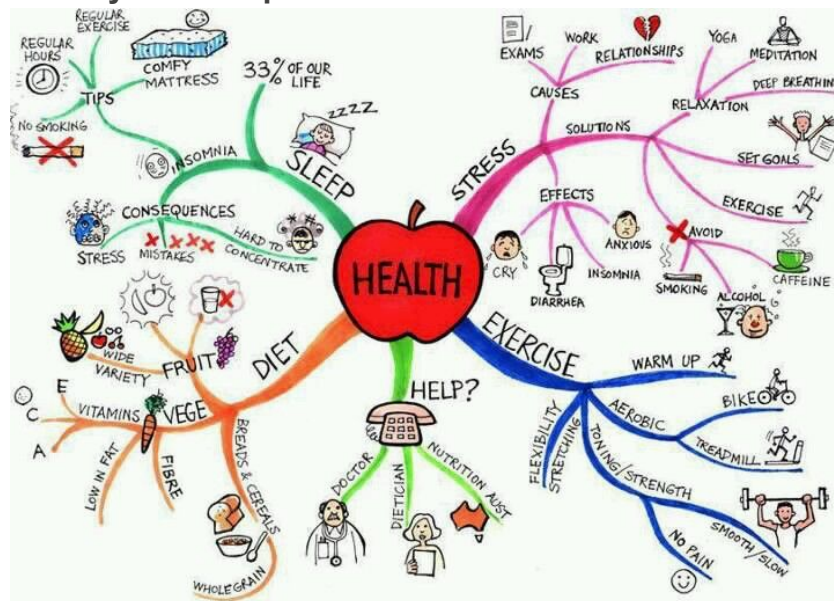 HEALTH
SLEEP
33% OF OUR
LIFE
ZZZZ
INSOMNIA
TIPS
REGULAR
EXERCISE
REGULAR
HOURS
COMFY
MATTRESS
NO SMOKING
CONSEQUENCES
STRESS
MISTAKES
HARD TO
CONCENTRATE
STRESS
CAUSES
EXAMS
WORK
RELATIONSHIPS
SOLUTIONS
RELAXATION
YOGA
MEDITATION
DEEP BREATHIN
SET GOALS
EXERCISE
AVOID
SMOKING
ALCOHOL
CAFFEINE
EFFECTS
CRY
DIARRHEA
INSOMNIA
ANXIOUS
DIET
FRUIT
WIDE
VARIETY
VEGE
VITAMINS
E
C
A
LOW IN FAT
FIBRE
BREADS & CEREALS
WHOLEGRAIN
HELP?
DOCTOR
DIETICIAN
NUTRITION AUST
EXERCISE
WARM UP
AEROBIC
BIKE
TREADMILL
TONING/STRENGTH
SMOOTH/SLOW
NO PAIN
FLEXIBILITY
STRETCHING